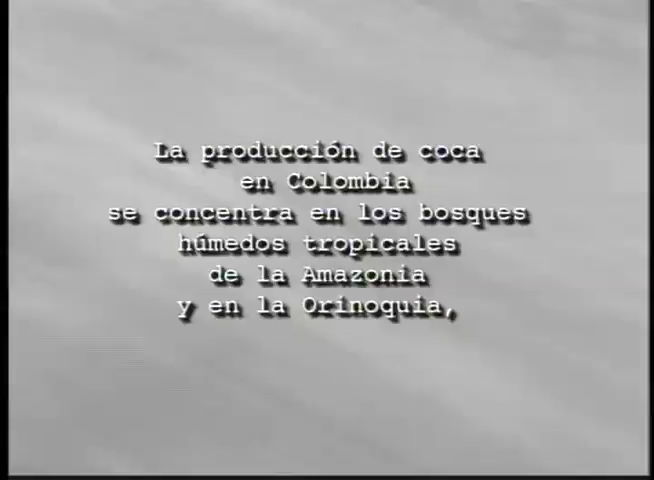 La producción de coca
en Colombia
se concentra en los bosques
húmedos tropicales
de la Amazonia
y en la Orinoquia,